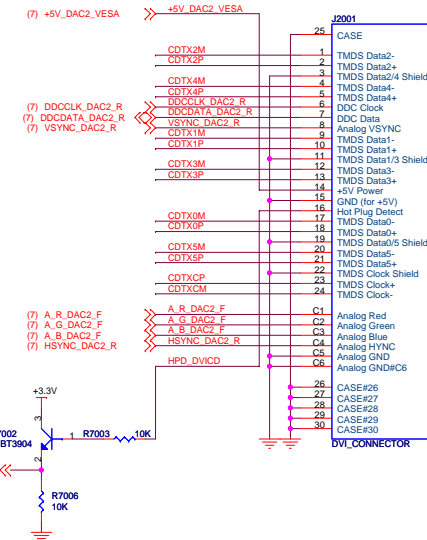 (7) +5V_DAC2_VESA +5V_DAC2_VESA J2001
25 CASE
CDTX2M 1 TMDS Data2-
CDTX2P 2 TMDS Data2+
3 TMDS Data2/4 Shield
CDTX4M 4 TMDS Data4-
CDTX4P 5 TMDS Data4+
(7) DDCCLK_DAC2_R DDCCLK_DAC2_R 6 DDC Clock
(7) DDCDATA_DAC2_R DDCDATA_DAC2_R 7 DDC Data
(7) VSYNC_DAC2_R VSYNC_DAC2_R 8 Analog VSYNC
CDTX1M 9 TMDS Data1-
CDTX1P 10 TMDS Data1+
11 TMDS Data1/3 Shield
CDTX3M 12 TMDS Data3-
CDTX3P 13 TMDS Data3+
14 +5V Power
15 GND (for +5V)
16 Hot Plug Detect
CDTX0M 17 TMDS Data0-
CDTX0P 18 TMDS Data0+
19 TMDS Data0/5 Shield
CDTX5M 20 TMDS Data5-
CDTX5P 21 TMDS Data5+
22 TMDS Clock Shield
CDTXCP 23 TMDS Clock+
CDTXCM 24 TMDS Clock-
(7) A_R_DAC2_F A_R_DAC2_F C1 Analog Red
(7) A_G_DAC2_F A_G_DAC2_F C2 Analog Green
(7) A_B_DAC2_F A_B_DAC2_F C3 Analog Blue
(7) HSYNC_DAC2_R HSYNC_DAC2_R C4 Analog HYNC
C5 Analog GND
HPD_DVICD C6 Analog GND#C6
26 CASE#26
27 CASE#27
28 CASE#28
29 CASE#29
30 CASE#30
DVI_CONNECTOR
+3.3V
3
7002
BT3904
1 R7003 10K
2
R7006
10K